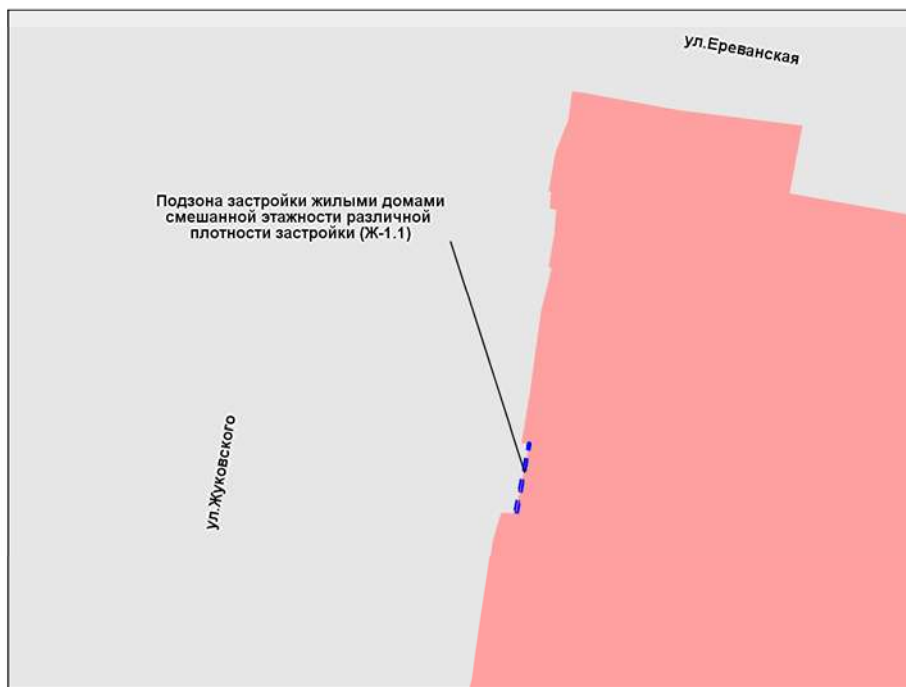 ул.Ереванская
Подзона застройки жилыми домами
смешанной этажности различной
плотности застройки (Ж-1.1)
ул.Жуковского